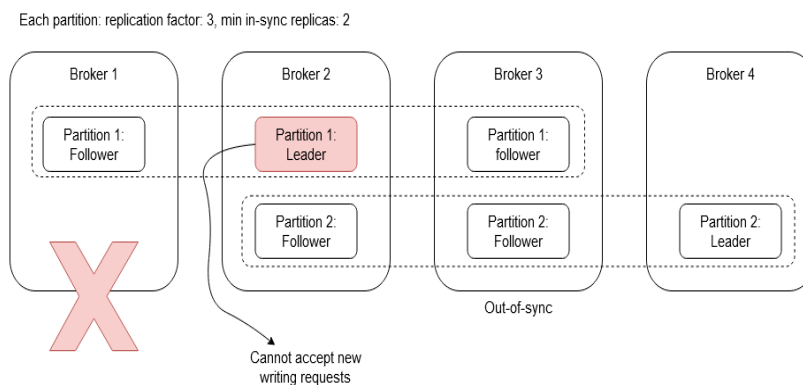 Each partition: replication factor: 3, min in-sync replicas: 2
Broker 1
Broker 2
Broker 3
Broker 4
Partition 1:
Follower
Partition 1:
Leader
Partition 1:
follower
Partition 2:
Follower
Partition 2:
Follower
Partition 2:
Leader
Out-of-sync
Cannot accept new
writing requests